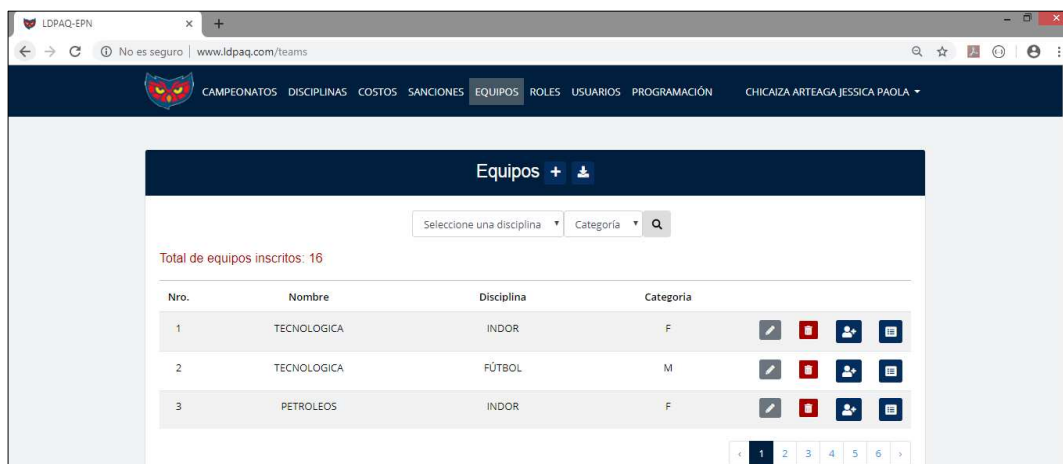 LDPAQ-EPN
No es seguro | www.ldpaq.com/teams
CAMPEONATOS DISCIPLINAS COSTOS SANCIONES EQUIPOS ROLES USUARIOS PROGRAMACIÓN CHICAIZA ARTEAGA JESSICA PAOLA
Equipos
Seleccione una disciplina Categoría
Total de equipos inscritos: 16
Nro. Nombre Disciplina Categoria
1 TECNOLOGICA INDOR F
2 TECNOLOGICA FÚTBOL M
3 PETROLEOS INDOR F
‹ 1 2 3 4 5 6 ›